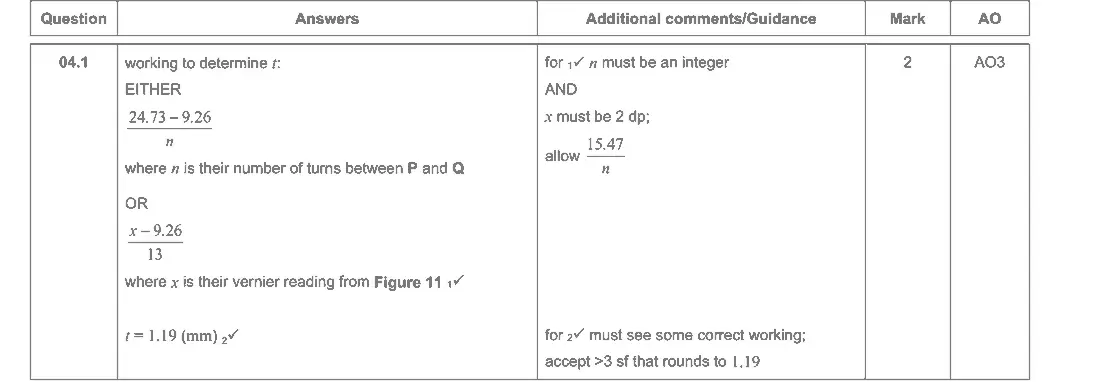 Question Answers Additional comments/Guidance Mark AO
04.1 working to determine t: for 1✓ n must be an integer 2 AO3
EITHER AND
24.73 – 9.26 x must be 2 dp;
n
allow 15.47
n
where n is their number of turns between P and Q
OR
x – 9.26
13
where x is their vernier reading from Figure 11 1✓
t = 1.19 (mm) 2✓ for 2✓ must see some correct working;
accept >3 sf that rounds to 1.19